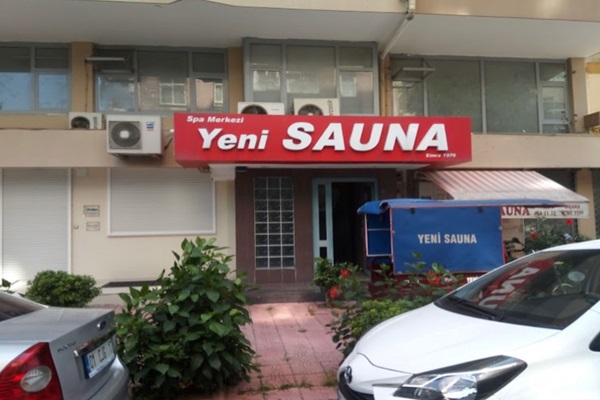 Spa Merkezi
Yeni SAUNA
Since 1979
YENİ SAUNA
SAUNA